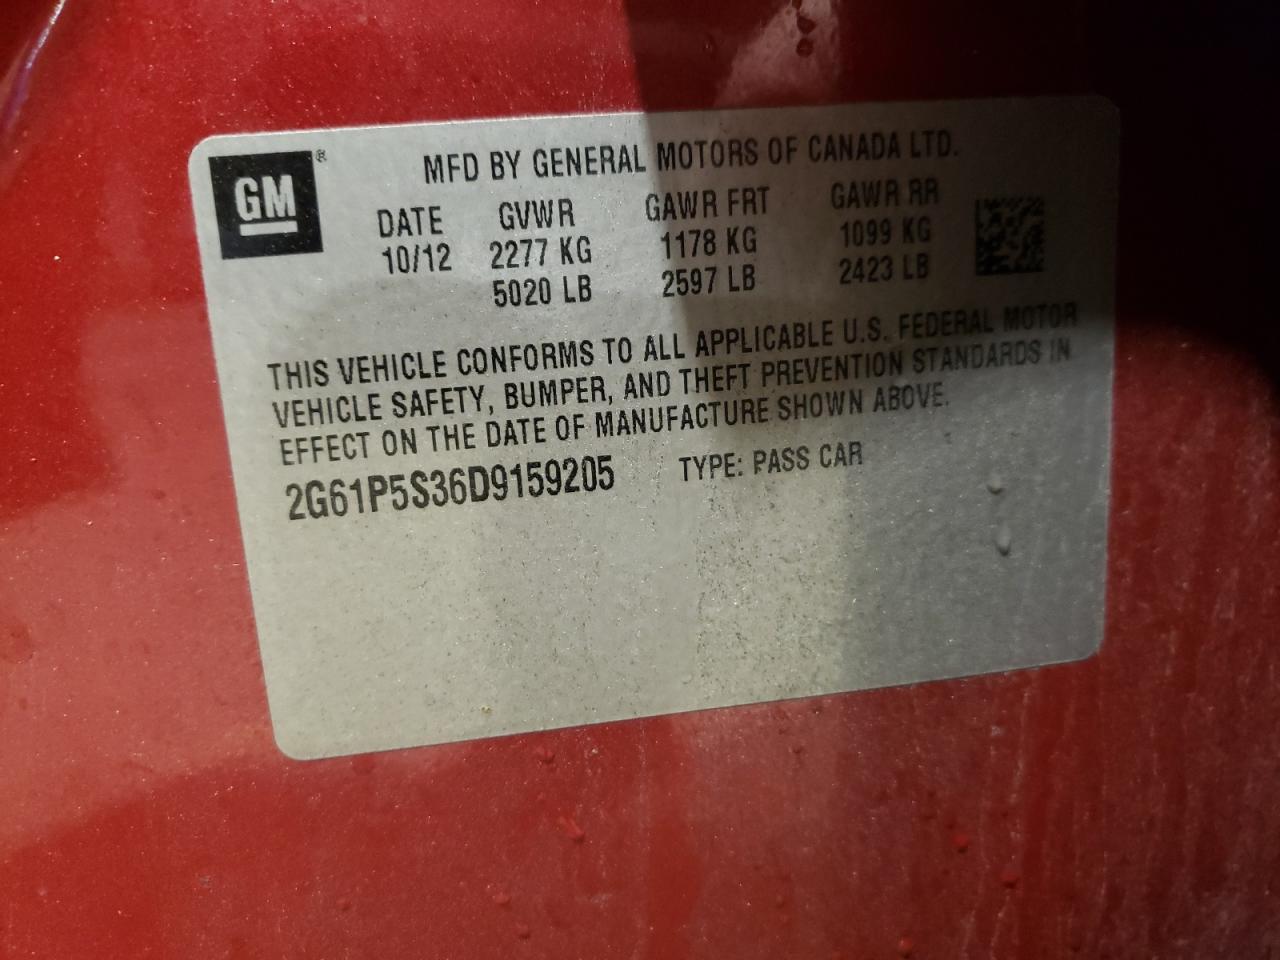 GM ®
MFD BY GENERAL MOTORS OF CANADA LTD.
DATE GVWR GAWR FRT GAWR RR
10/12 2277 KG 1178 KG 1099 KG
5020 LB 2597 LB 2423 LB
THIS VEHICLE CONFORMS TO ALL APPLICABLE U.S. FEDERAL MOTOR
VEHICLE SAFETY, BUMPER, AND THEFT PREVENTION STANDARDS IN
EFFECT ON THE DATE OF MANUFACTURE SHOWN ABOVE.
2G61P5S36D9159205 TYPE: PASS CAR